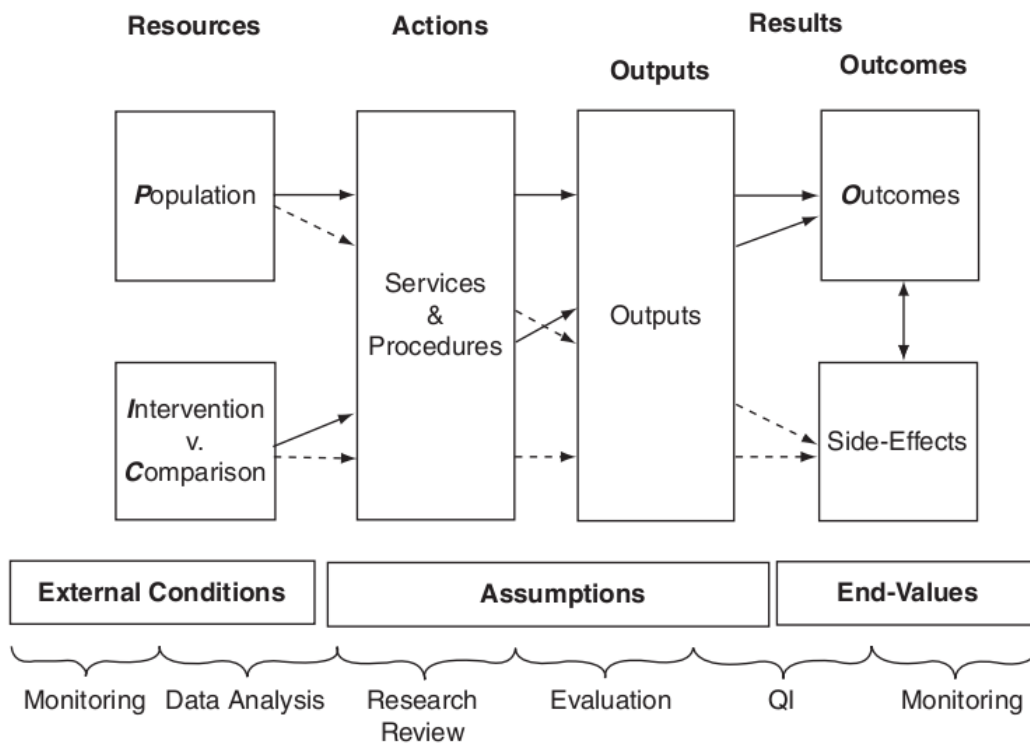 Resources
Actions
Results
Outputs
Outcomes
Population
Services
&
Procedures
Outputs
Outcomes
Intervention
v.
Comparison
Side-Effects
External Conditions
Assumptions
End-Values
Monitoring
Data Analysis
Research
Review
Evaluation
QI
Monitoring